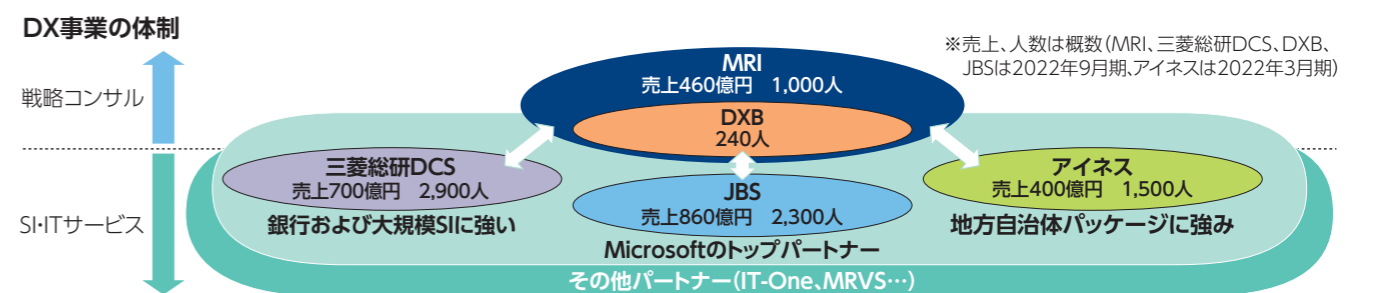 DX事業の体制
※売上、人数は概数（MRI、三菱総研DCS、DXB、
JBSは2022年9月期、アイネスは2022年3月期）
戦略コンサル
MRI
売上460億円　1,000人
DXB
240人
三菱総研DCS
売上700億円　2,900人
銀行および大規模SIに強い
JBS
売上860億円　2,300人
Microsoftのトップパートナー
アイネス
売上400億円　1,500人
地方自治体パッケージに強み
SI・ITサービス
その他パートナー（IT-One、MRVS…）